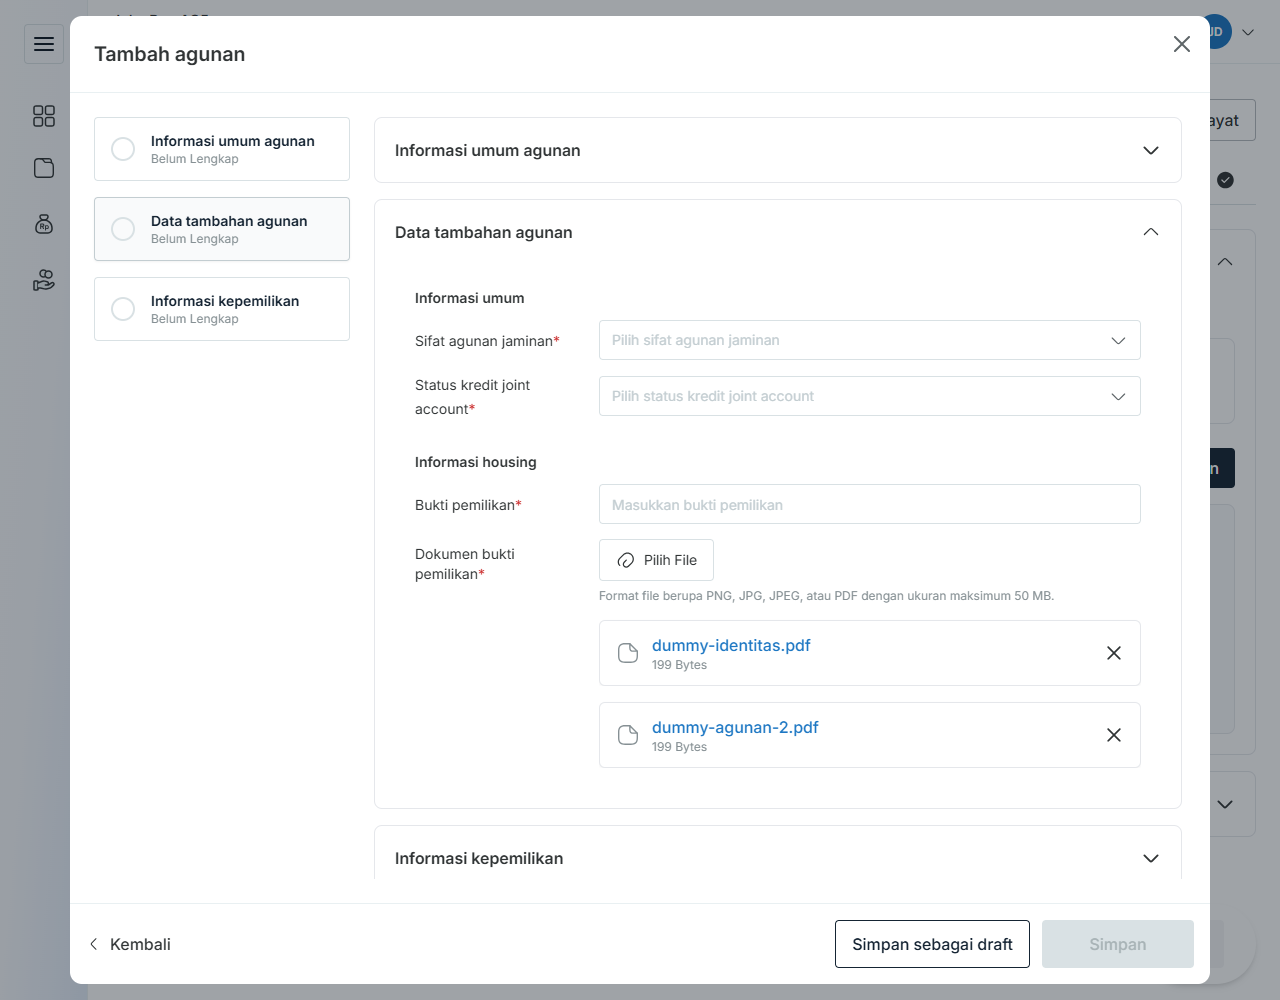 Tambah agunan
Informasi umum agunan
Belum Lengkap
Data tambahan agunan
Belum Lengkap
Informasi kepemilikan
Belum Lengkap
Informasi umum agunan
Data tambahan agunan
Informasi umum
Sifat agunan jaminan*
Pilih sifat agunan jaminan
Status kredit joint
account*
Pilih status kredit joint account
Informasi housing
Bukti pemilikan*
Masukkan bukti pemilikan
Dokumen bukti
pemilikan*
Pilih File
Format file berupa PNG, JPG, JPEG, atau PDF dengan ukuran maksimum 50 MB.
dummy-identitas.pdf
199 Bytes
dummy-agunan-2.pdf
199 Bytes
Informasi kepemilikan
Kembali
Simpan sebagai draft
Simpan